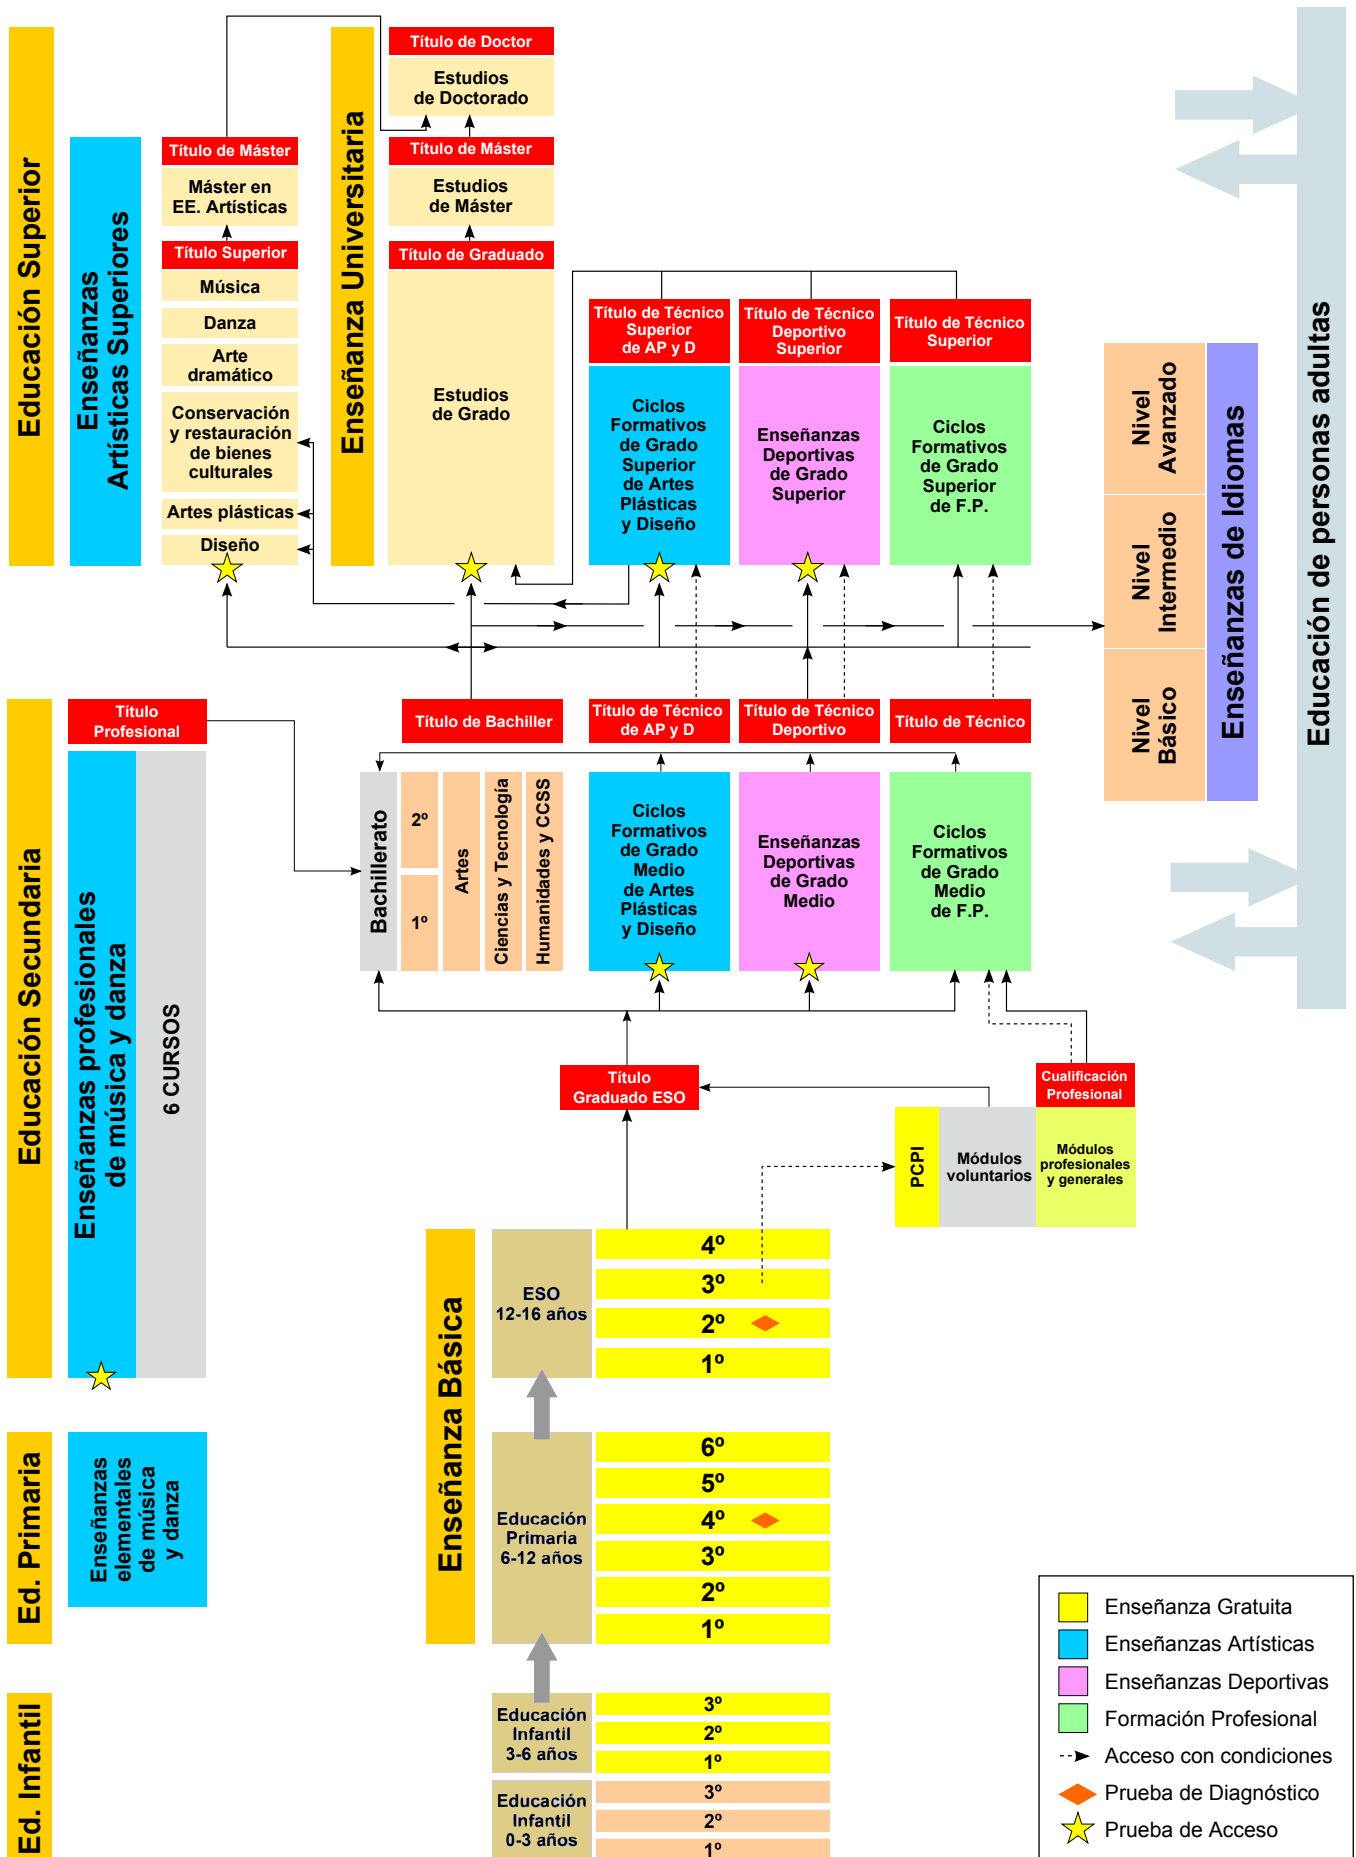 Educación Superior
Enseñanzas
Artísticas Superiores
Título de Máster
Máster en
EE. Artísticas
Título Superior
Música
Danza
Arte
dramático
Conservación
y restauración
de bienes
culturales
Artes plásticas
Diseño
Enseñanza Universitaria
Título de Doctor
Estudios
de Doctorado
Título de Máster
Estudios
de Máster
Título de Graduado
Estudios
de Grado
Título de Técnico
Superior
de AP y D
Ciclos
Formativos
de Grado
Superior
de Artes
Plásticas
y Diseño
Título de Técnico
Deportivo
Superior
Enseñanzas
Deportivas
de Grado
Superior
Título de Técnico
Superior
Ciclos
Formativos
de Grado
Superior
de F.P.
Nivel
Avanzado
Nivel
Intermedio
Nivel
Básico
Enseñanzas de Idiomas
Educación de personas adultas
Educación Secundaria
Título
Profesional
Enseñanzas profesionales
de música y danza
6 CURSOS
Título de Bachiller
Bachillerato
2º
1º
Artes
Ciencias y Tecnología
Humanidades y CCSS
Título de Técnico
de AP y D
Ciclos
Formativos
de Grado
Medio
de Artes
Plásticas
y Diseño
Título de Técnico
Deportivo
Enseñanzas
Deportivas
de Grado
Medio
Título de Técnico
Ciclos
Formativos
de Grado
Medio
de F.P.
Título
Graduado ESO
Cualificación
Profesional
PCPI
Módulos
voluntarios
Módulos
profesionales
y generales
Enseñanza Básica
ESO
12-16 años
4º
3º
2º
1º
Ed. Primaria
Enseñanzas
elementales
de música
y danza
Educación
Primaria
6-12 años
6º
5º
4º
3º
2º
1º
Ed. Infantil
Educación
Infantil
3-6 años
3º
2º
1º
Educación
Infantil
0-3 años
3º
2º
1º
Enseñanza Gratuita
Enseñanzas Artísticas
Enseñanzas Deportivas
Formación Profesional
Acceso con condiciones
Prueba de Diagnóstico
Prueba de Acceso